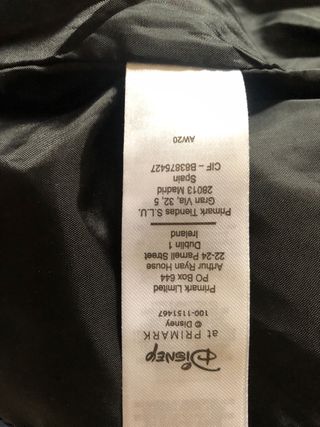 Disney
at PRIMARK
© Disney
100-1151467
Primark Limited
PO Box 644
Arthur Ryan House
22-24 Parnell Street
Dublin 1
Ireland
Primark Tiendas S.L.U.
Gran Via, 32, 5
28013 Madrid
Spain
CIF – B83875427
AW20